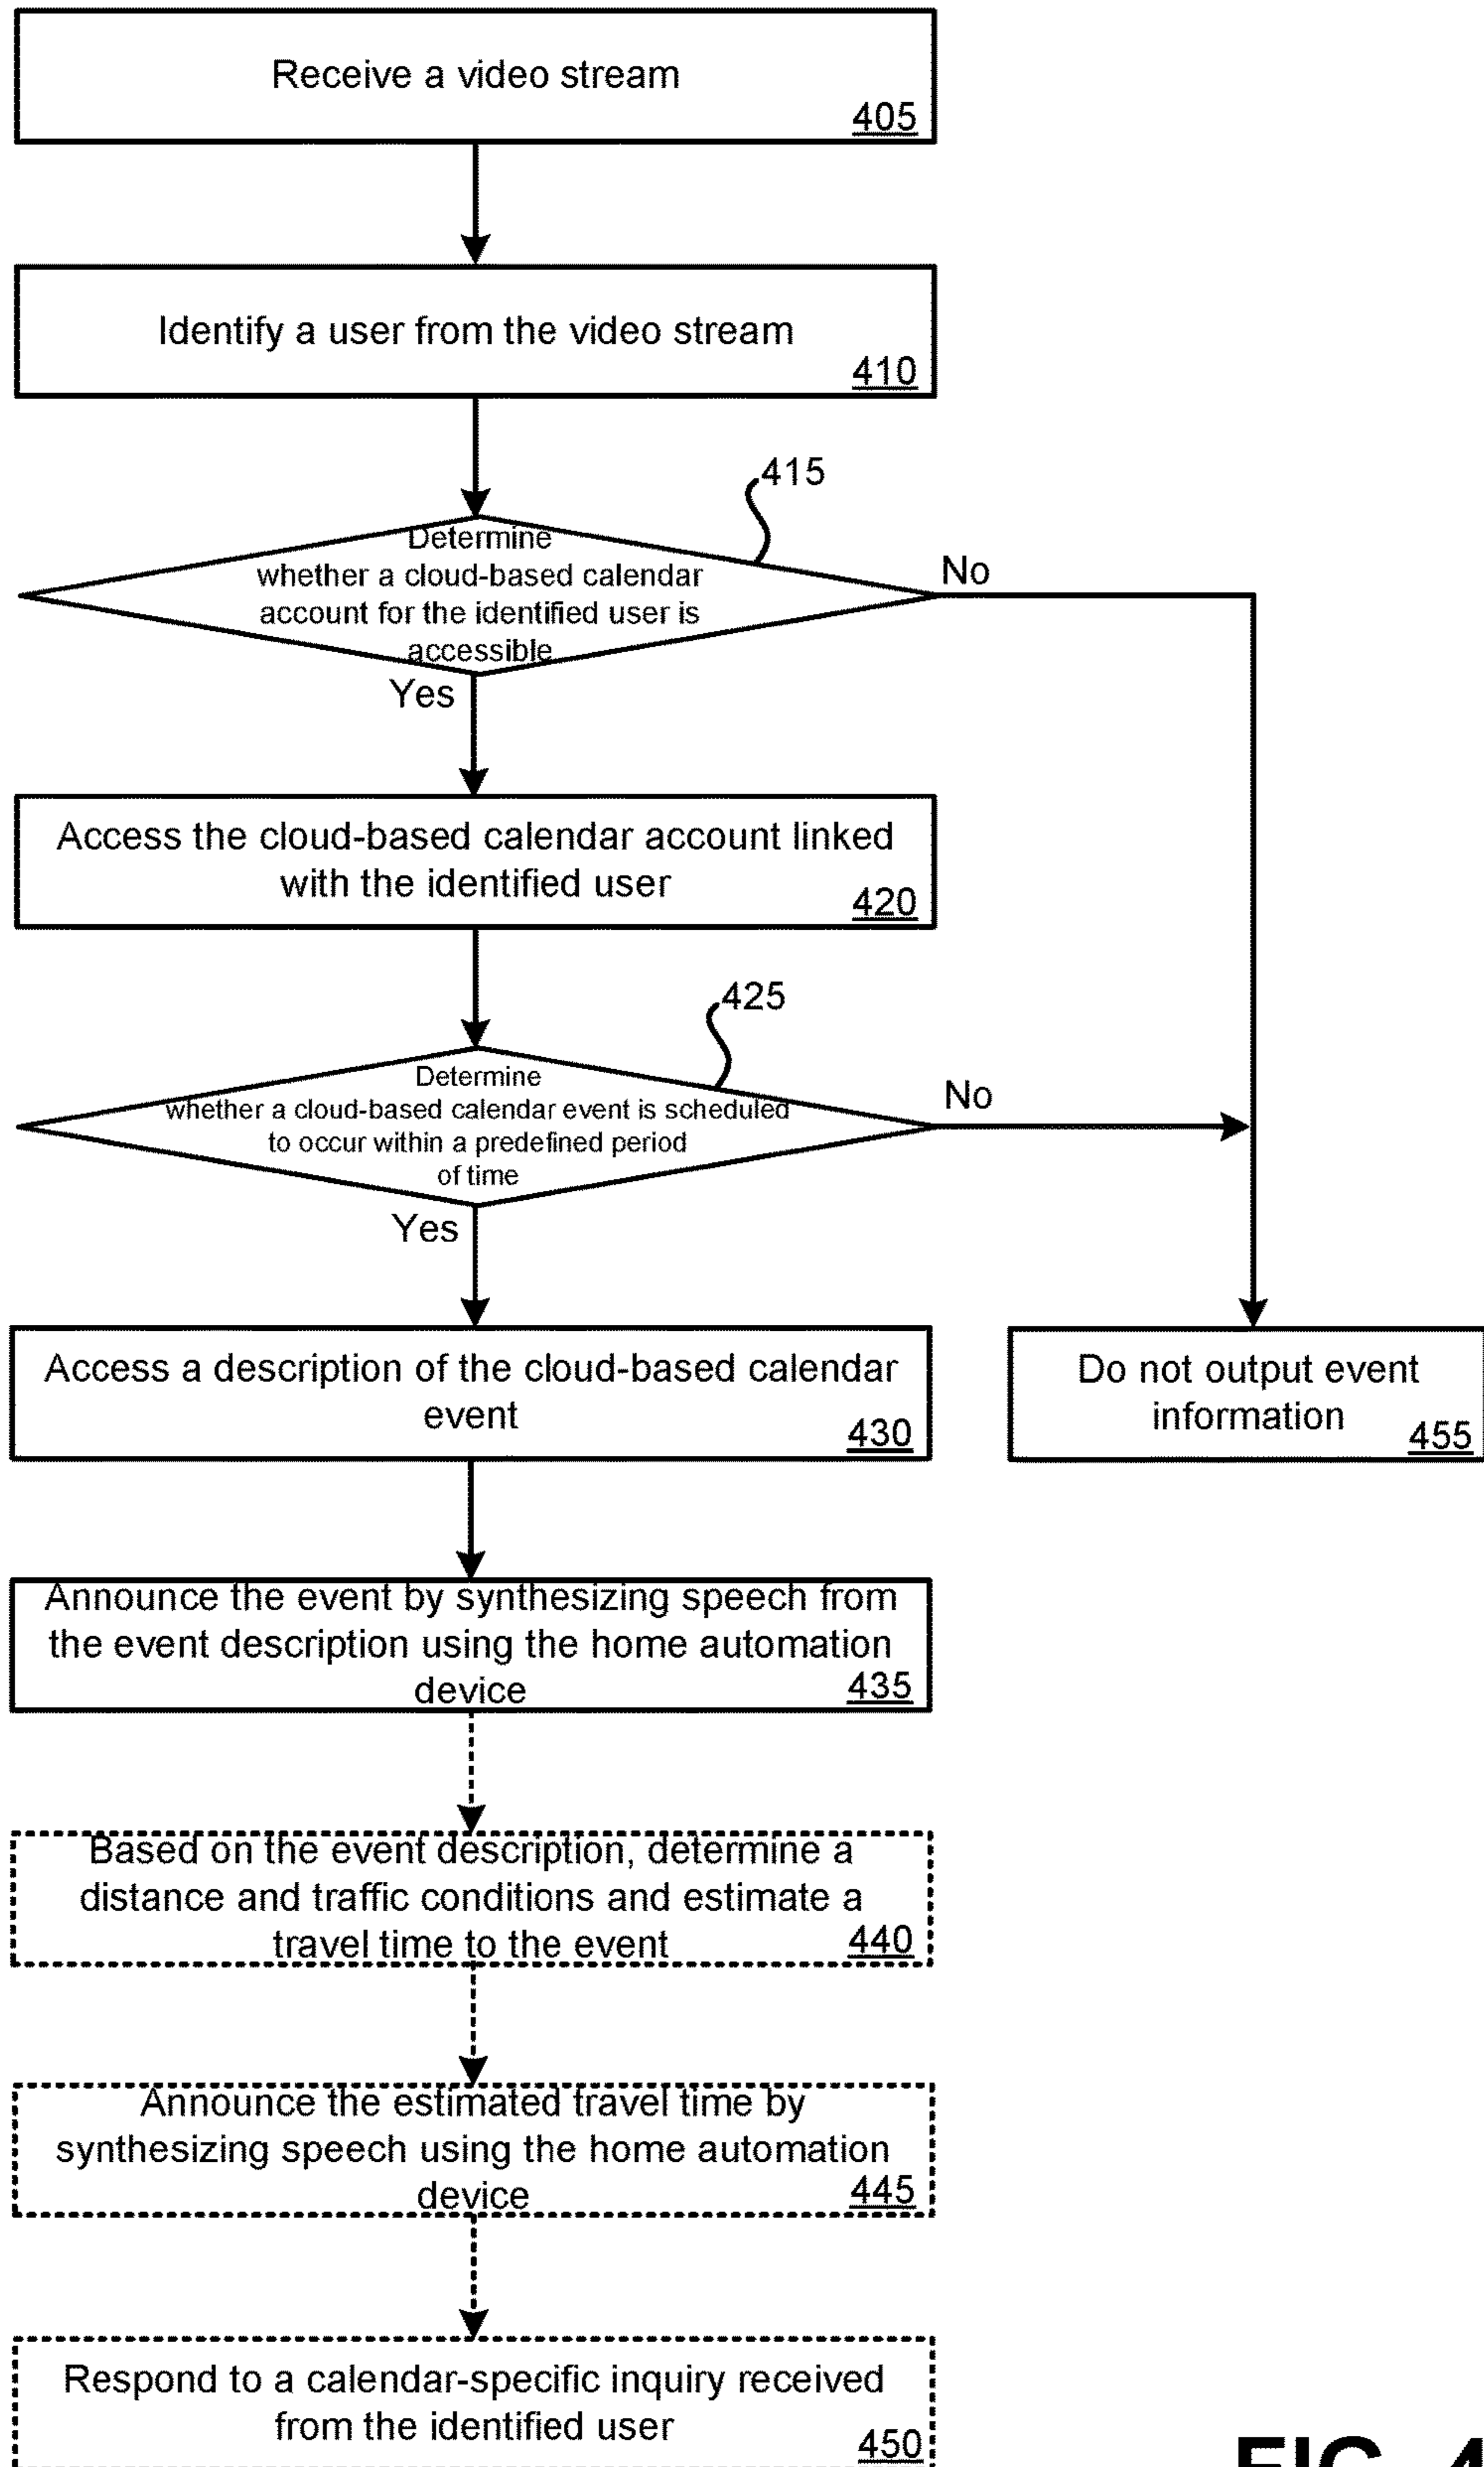 Receive a video stream
405
Identify a user from the video stream
410
415
Determine
whether a cloud-based calendar
account for the identified user is
accessible
No
Yes
Access the cloud-based calendar account linked
with the identified user
420
425
Determine
whether a cloud-based calendar event is scheduled
to occur within a predefined period
of time
No
Yes
Access a description of the cloud-based calendar
event
430
Do not output event
information
455
Announce the event by synthesizing speech from
the event description using the home automation
device
435
Based on the event description, determine a
distance and traffic conditions and estimate a
travel time to the event
440
Announce the estimated travel time by
synthesizing speech using the home automation
device
445
Respond to a calendar-specific inquiry received
from the identified user
450
FIG. 4